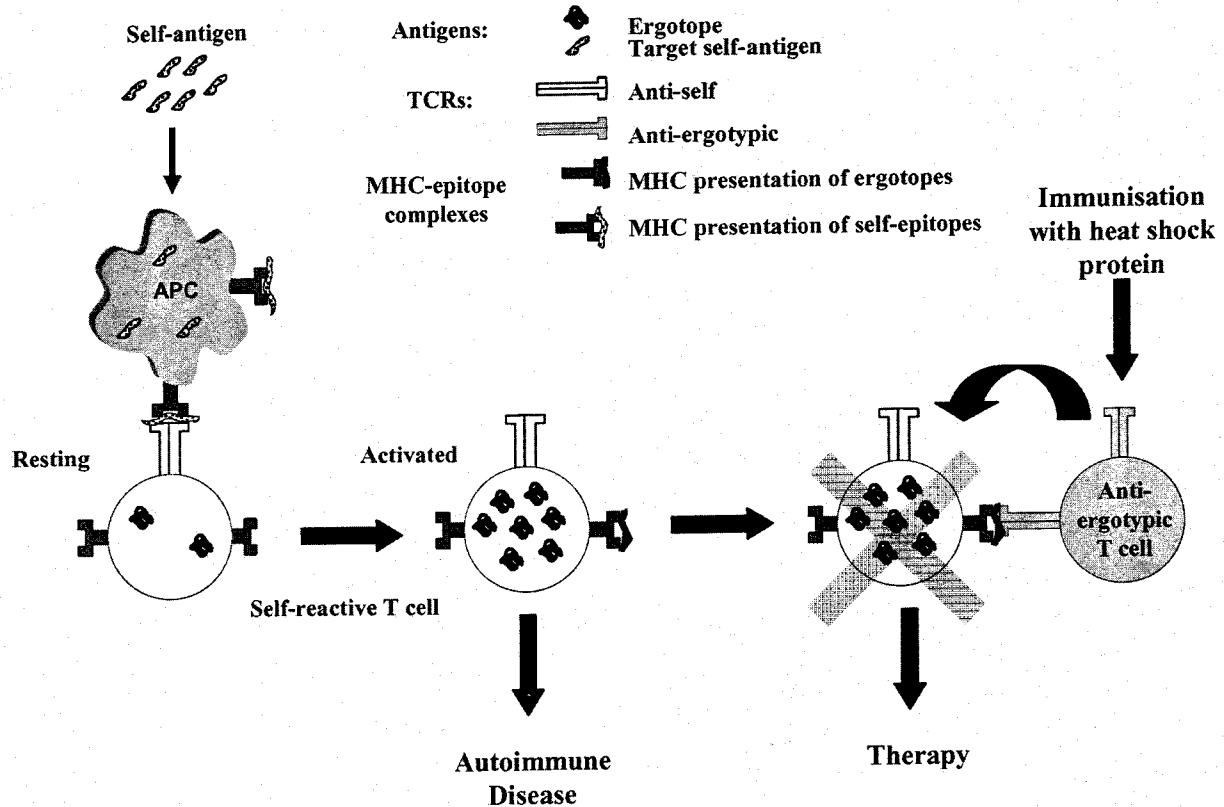 Self-antigen
Antigens:
Ergotope
Target self-antigen
TCRs:
Anti-self
Anti-ergotypic
MHC-epitope
complexes
MHC presentation of ergotopes
MHC presentation of self-epitopes
Immunisation
with heat shock
protein
APC
Resting
Activated
Anti-
ergotypic
T cell
Self-reactive T cell
Autoimmune
Disease
Therapy